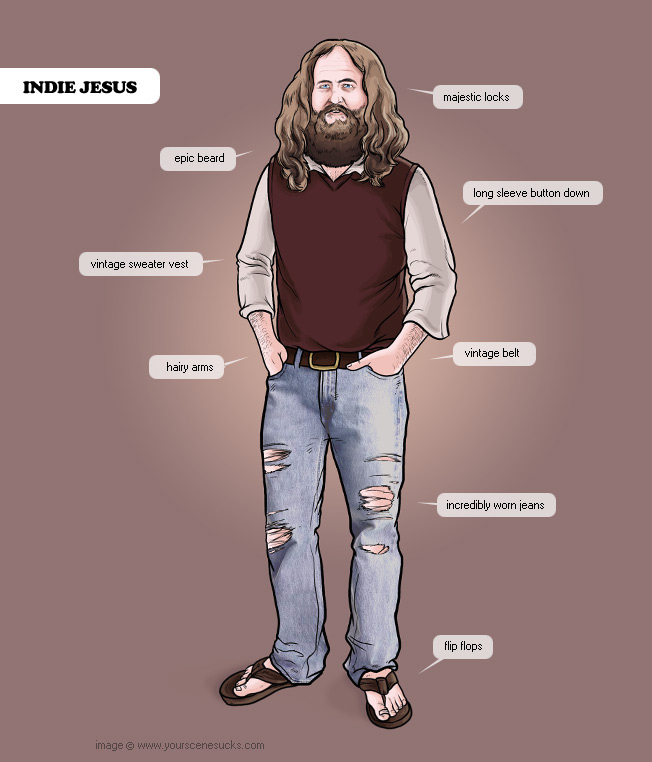 INDIE JESUS
majestic locks
epic beard
long sleeve button down
vintage sweater vest
vintage belt
hairy arms
incredibly worn jeans
flip flops
image © www.yourscenesucks.com